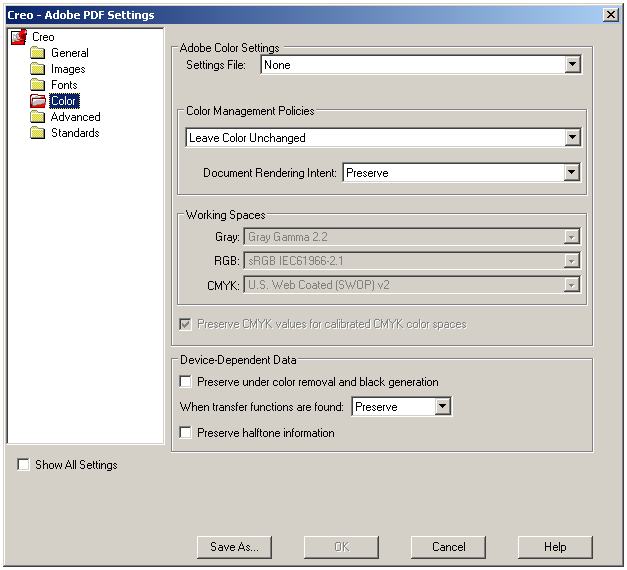 Creo - Adobe PDF Settings
Creo
General
Images
Fonts
Color
Advanced
Standards
Show All Settings
Adobe Color Settings
Settings File: None
Color Management Policies
Leave Color Unchanged
Document Rendering Intent: Preserve
Working Spaces
Gray: Gray Gamma 2.2
RGB: sRGB IEC61966-2.1
CMYK: U.S. Web Coated (SWOP) v2
Preserve CMYK values for calibrated CMYK color spaces
Device-Dependent Data
Preserve under color removal and black generation
When transfer functions are found: Preserve
Preserve halftone information
Save As... OK Cancel Help